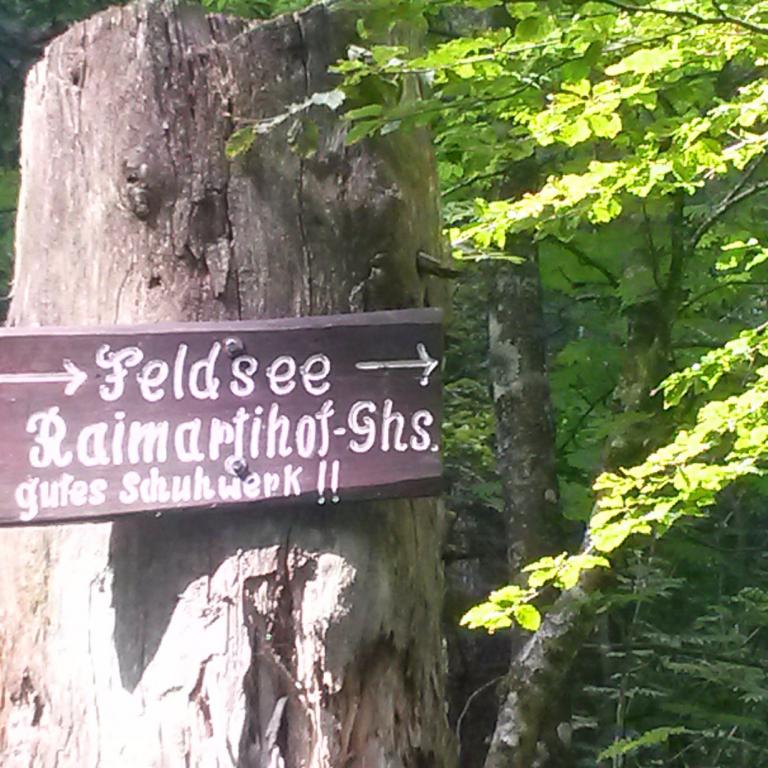 → Feldsee →
Raimartihof-Ghs.
gutes Schuhwerk !!